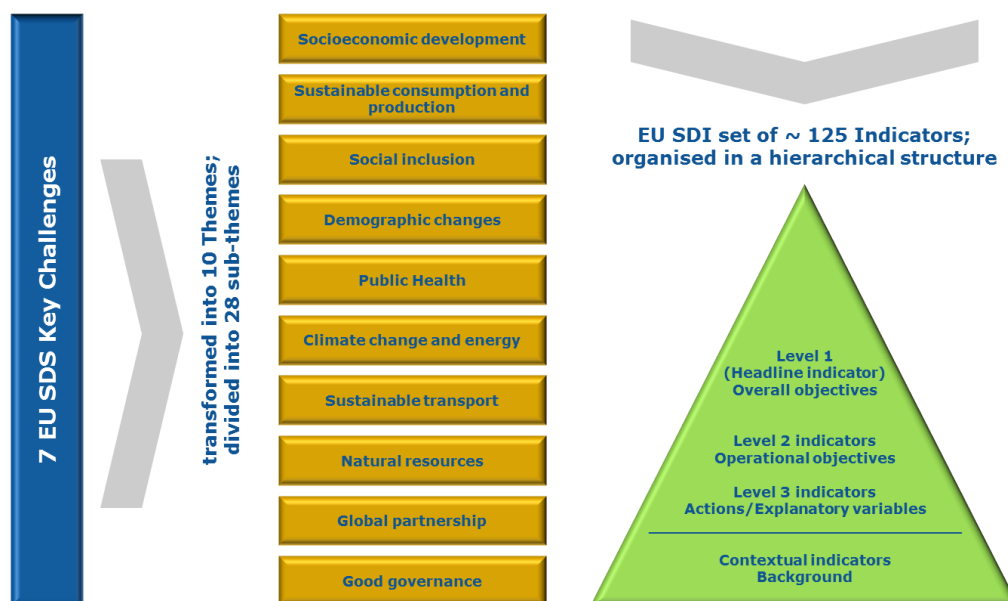 7 EU SDS Key Challenges
transformed into 10 Themes;
divided into 28 sub-themes
Socioeconomic development
Sustainable consumption and
production
Social inclusion
Demographic changes
Public Health
Climate change and energy
Sustainable transport
Natural resources
Global partnership
Good governance
EU SDI set of ~ 125 Indicators;
organised in a hierarchical structure
Level 1
(Headline indicator)
Overall objectives
Level 2 indicators
Operational objectives
Level 3 indicators
Actions/Explanatory variables
Contextual indicators
Background